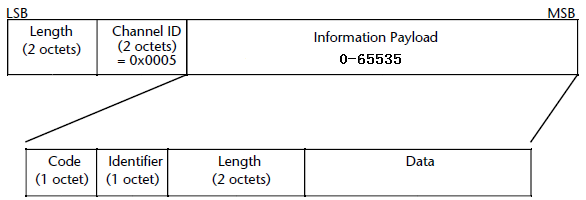 LSB
MSB
Length
(2 octets)
Channel ID
(2 octets)
= 0x0005
Information Payload
0-65535
Code
(1 octet)
Identifier
(1 octet)
Length
(2 octets)
Data